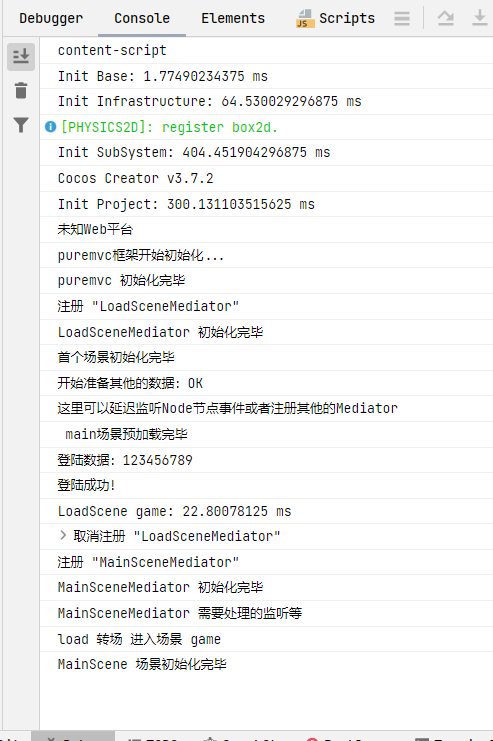 Debugger Console Elements Scripts
content-script
Init Base: 1.77490234375 ms
Init Infrastructure: 64.530029296875 ms
[PHYSICS2D]: register box2d.
Init SubSystem: 404.451904296875 ms
Cocos Creator v3.7.2
Init Project: 300.131103515625 ms
未知Web平台
puremvc框架开始初始化...
puremvc 初始化完毕
注册 "LoadSceneMediator"
LoadSceneMediator 初始化完毕
首个场景初始化完毕
开始准备其他的数据: OK
这里可以延迟监听Node节点事件或者注册其他的Mediator
main场景预加载完毕
登陆数据: 123456789
登陆成功!
LoadScene game: 22.80078125 ms
取消注册 "LoadSceneMediator"
注册 "MainSceneMediator"
MainSceneMediator 初始化完毕
MainSceneMediator 需要处理的监听等
load 转场 进入场景 game
MainScene 场景初始化完毕